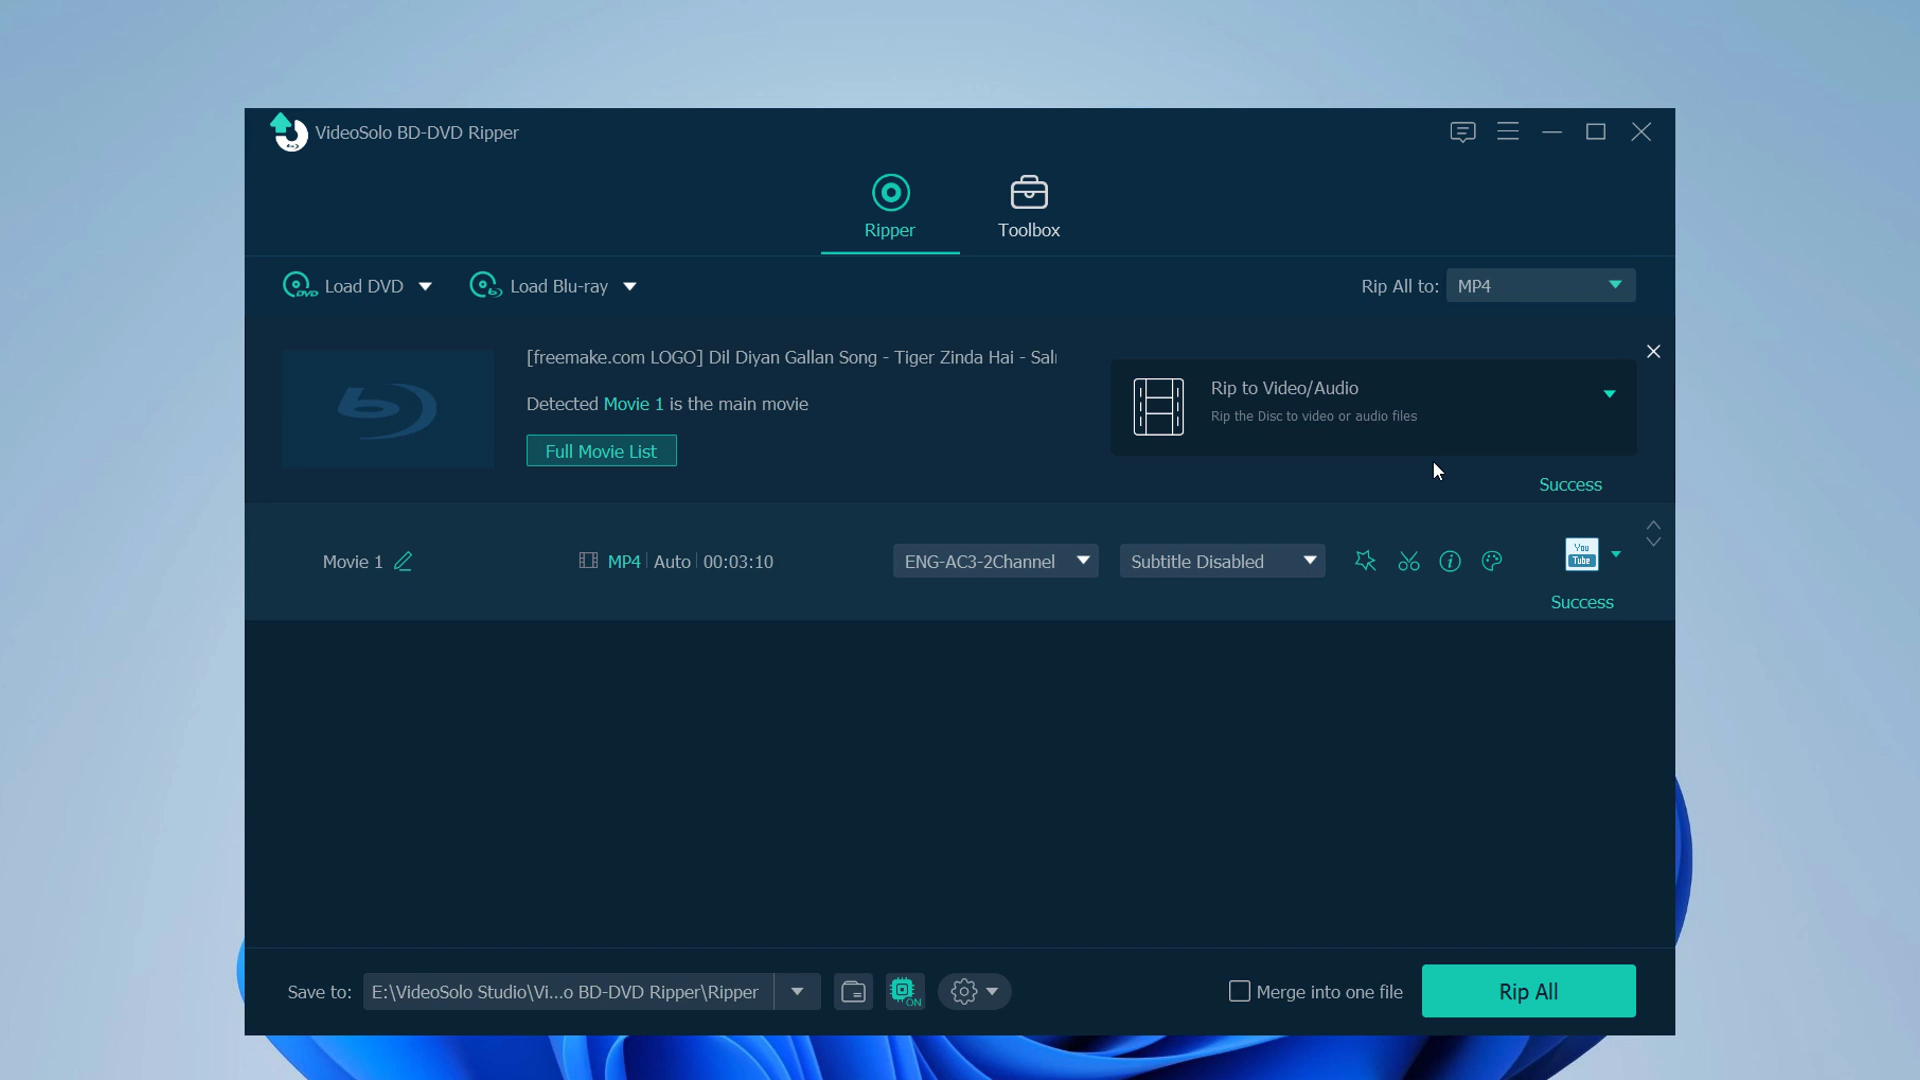 VideoSolo BD-DVD Ripper
Ripper
Toolbox
DVD Load DVD
Load Blu-ray
Rip All to: MP4
[freemake.com LOGO] Dil Diyan Gallan Song - Tiger Zinda Hai - Sal
Detected Movie 1 is the main movie
Full Movie List
Rip to Video/Audio
Rip the Disc to video or audio files
Success
Movie 1
MP4 Auto 00:03:10
ENG-AC3-2Channel
Subtitle Disabled
You
Tube
Success
Save to: E:\VideoSolo Studio\Vi...o BD-DVD Ripper\Ripper
ON
Merge into one file
Rip All